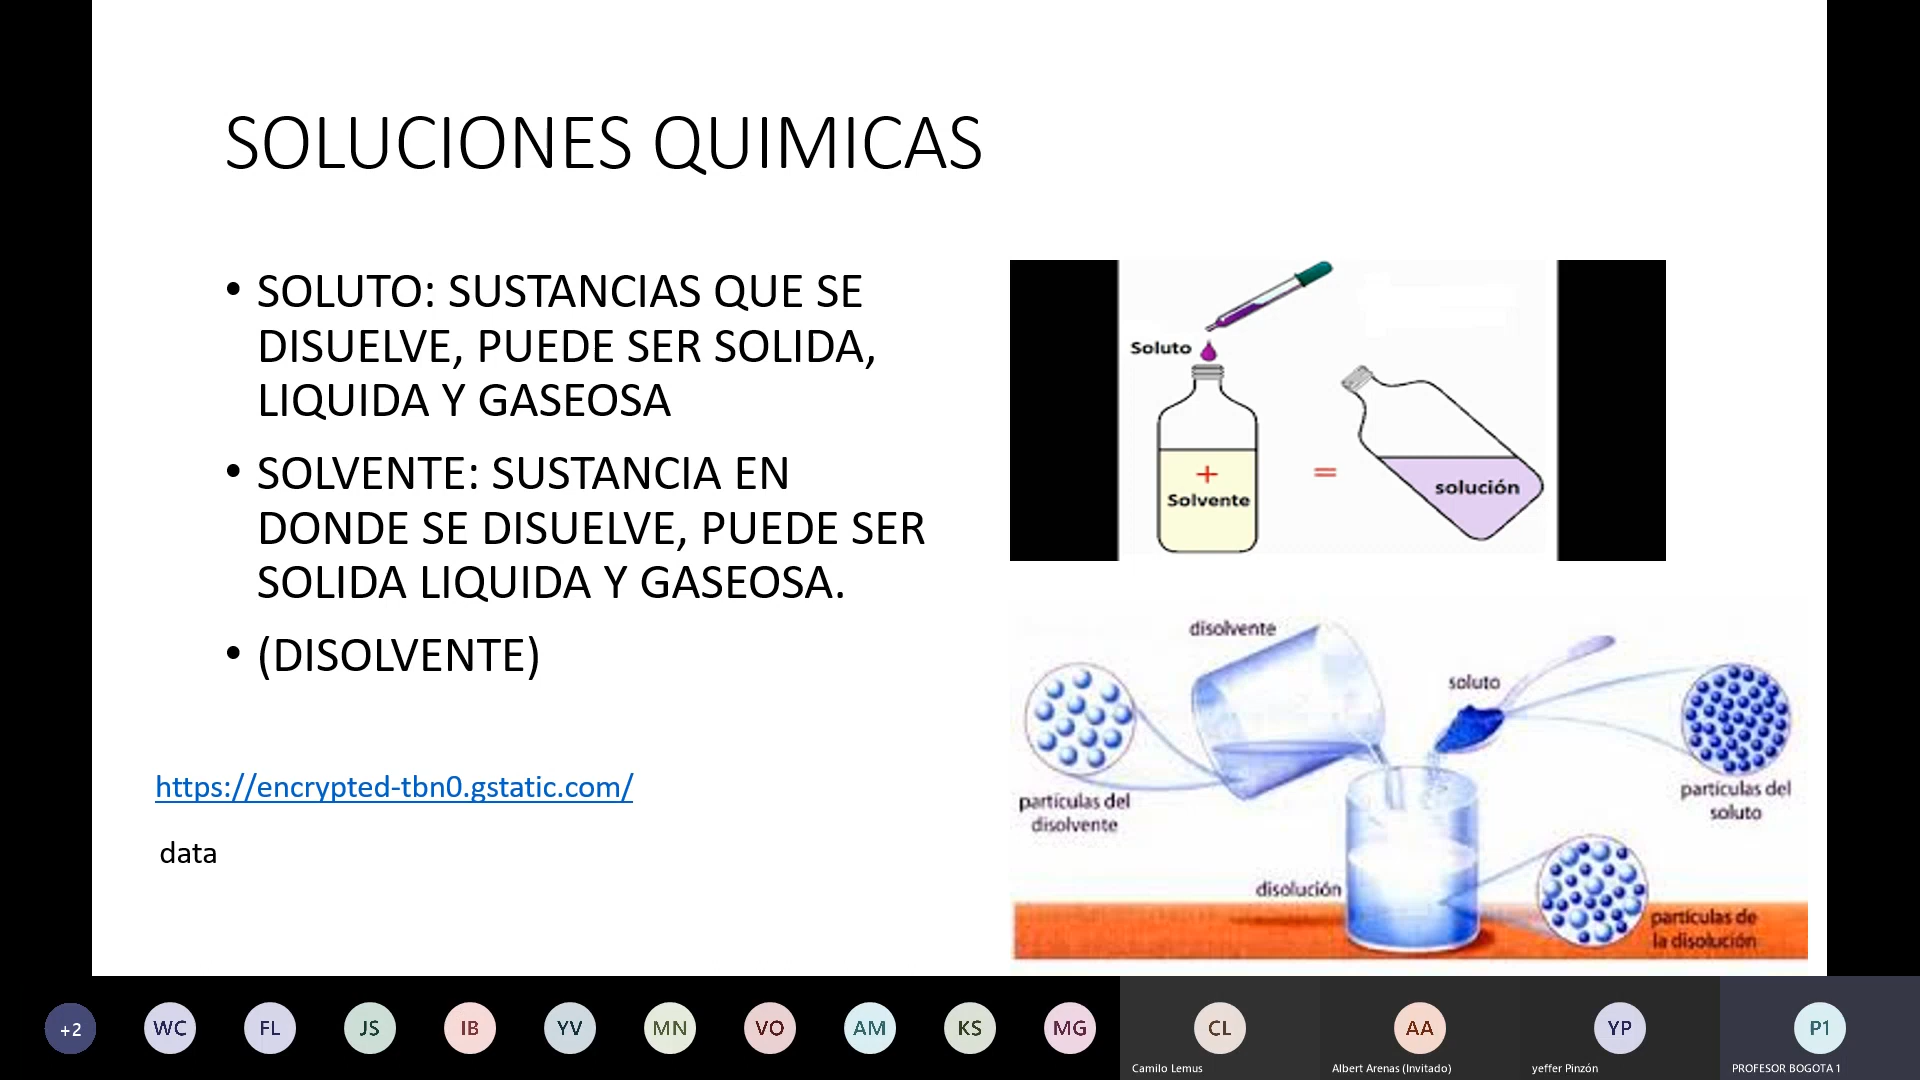 SOLUCIONES QUIMICAS
• SOLUTO: SUSTANCIAS QUE SE
DISUELVE, PUEDE SER SOLIDA,
LIQUIDA Y GASEOSA
• SOLVENTE: SUSTANCIA EN
DONDE SE DISUELVE, PUEDE SER
SOLIDA LIQUIDA Y GASEOSA.
• (DISOLVENTE)
https://encrypted-tbn0.gstatic.com/
data
Soluto
+
Solvente
=
solución
disolvente
soluto
partículas del
disolvente
partículas del
soluto
disolución
partículas de
la disolución
+2
WC
FL
JS
IB
YV
MN
VO
AM
KS
MG
CL
Camilo Lemus
AA
Albert Arenas (Invitado)
YP
yeffer Pinzón
P1
PROFESOR BOGOTA 1